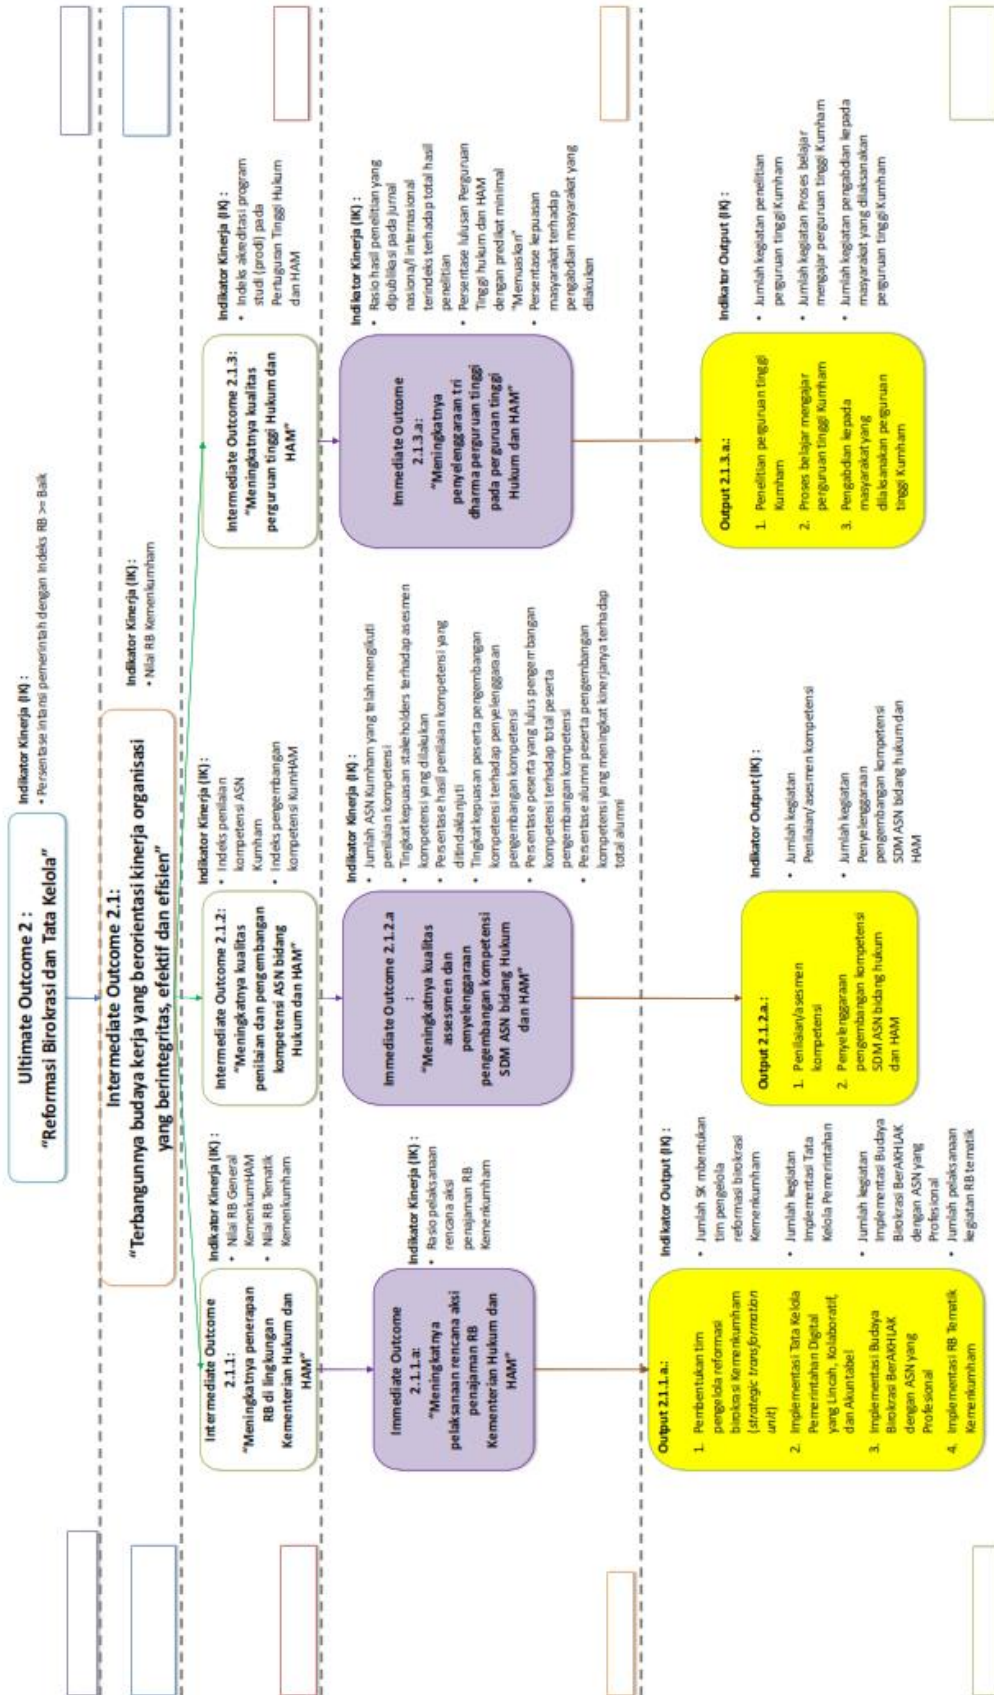 Ultimate Outcome 2 :
"Reformasi Birokrasi dan Tata Kelola"
Indikator Kinerja (IK) :
• Persentase intansi pemerintah dengan Indeks RB >= Baik
Intermediate Outcome 2.1:
"Terbangunnya budaya kerja yang berorientasi kinerja organisasi
yang berintegritas, efektif dan efisien"
Indikator Kinerja (IK) :
• Nilai RB Kemenkumham
Intermediate Outcome
2.1.1:
"Meningkatnya penerapan
RB di lingkungan
Kementerian Hukum dan
HAM"
Indikator Kinerja (IK) :
• Nilai RB General
KemenkumHAM
• Nilai RB Tematik
Kemenkumham
Intermediate Outcome 2.1.2:
"Meningkatnya kualitas
penilaian dan pengembangan
kompetensi ASN bidang
Hukum dan HAM"
Indikator Kinerja (IK) :
• Indeks penilaian
kompetensi ASN
Kumham
• Indeks pengembangan
kompetensi KumHAM
Intermediate Outcome 2.1.3:
"Meningkatnya kualitas
perguruan tinggi Hukum dan
HAM"
Indikator Kinerja (IK) :
• Indeks akreditasi program
studi (prodi) pada
Perguruan Tinggi Hukum
dan HAM
Immediate Outcome
2.1.1.a:
"Meningkatnya
pelaksanaan rencana aksi
penajaman RB
Kementerian Hukum dan
HAM"
Indikator Kinerja (IK) :
• Rasio pelaksanaan
rencana aksi
penajaman RB
Kemenkumham
Immediate Outcome 2.1.2.a
:
"Meningkatnya kualitas
assessmen dan
penyelenggaraan
pengembangan kompetensi
SDM ASN bidang Hukum
dan HAM"
Indikator Kinerja (IK) :
• Jumlah ASN Kumham yang telah mengikuti
penilaian kompetensi
• Tingkat kepuasan stakeholders terhadap asesmen
kompetensi yang dilakukan
• Persentase hasil penilaian kompetensi yang
ditindaklanjuti
• Tingkat kepuasan peserta pengembangan
kompetensi terhadap penyelenggaraan
pengembangan kompetensi
• Persentase peserta yang lulus pengembangan
kompetensi terhadap total peserta
pengembangan kompetensi
• Persentase alumni peserta pengembangan
kompetensi yang meningkat kinerjanya terhadap
total alumni
Immediate Outcome
2.1.3.a:
"Meningkatnya
penyelenggaraan tri
dharma perguruan tinggi
pada perguruan tinggi
Hukum dan HAM"
Indikator Kinerja (IK) :
• Rasio hasil penelitian yang
dipublikasi pada jurnal
nasional/l internasional
terindeks terhadap total hasil
penelitian
• Persentase lulusan Perguruan
Tinggi hukum dan HAM
dengan predikat minimal
"Memuaskan"
• Persentase kepuasan
masyarakat terhadap
pengabdian masyarakat yang
dilakukan
Output 2.1.1.a.:
1. Pembentukan tim
pengelola reformasi
birokrasi Kemenkumham
(strategic transformation
unit)
2. Implementasi Tata Kelola
Pemerintahan Digital
yang Lincah, Kolaboratif,
dan Akuntabel
3. Implementasi Budaya
Birokrasi BerAKHLAK
dengan ASN yang
Profesional
4. Implementasi RB Tematik
Kemenkumham
Indikator Output (IK) :
• Jumlah SK mbentukan
tim pengelola
reformasi birokrasi
Kemenkumham
• Jumlah kegiatan
Implementasi Tata
Kelola Pemerintahan
• Jumlah kegiatan
Implementasi Budaya
Birokrasi BerAKHLAK
dengan ASN yang
Profesional
• Jumlah pelaksanaan
kegiatan RB tematik
Output 2.1.2.a.:
1. Penilaian/asesmen
kompetensi
2. Penyelenggaraan
pengembangan kompetensi
SDM ASN bidang hukum
dan HAM
Indikator Output (IK) :
• Jumlah kegiatan
Penilaian/asesmen kompetensi
• Jumlah kegiatan
Penyelenggaraan
pengembangan kompetensi
SDM ASN bidang hukum dan
HAM
Output 2.1.3.a.:
1. Penelitian perguruan tinggi
Kumham
2. Proses belajar mengajar
perguruan tinggi Kumham
3. Pengabdian kepada
masyarakat yang
dilaksanakan perguruan
tinggi Kumham
Indikator Output (IK) :
• Jumlah kegiatan penelitian
perguruan tinggi Kumham
• Jumlah kegiatan Proses belajar
mengajar perguruan tinggi Kumham
• Jumlah kegiatan pengabdian kepada
masyarakat yang dilaksanakan
perguruan tinggi Kumham